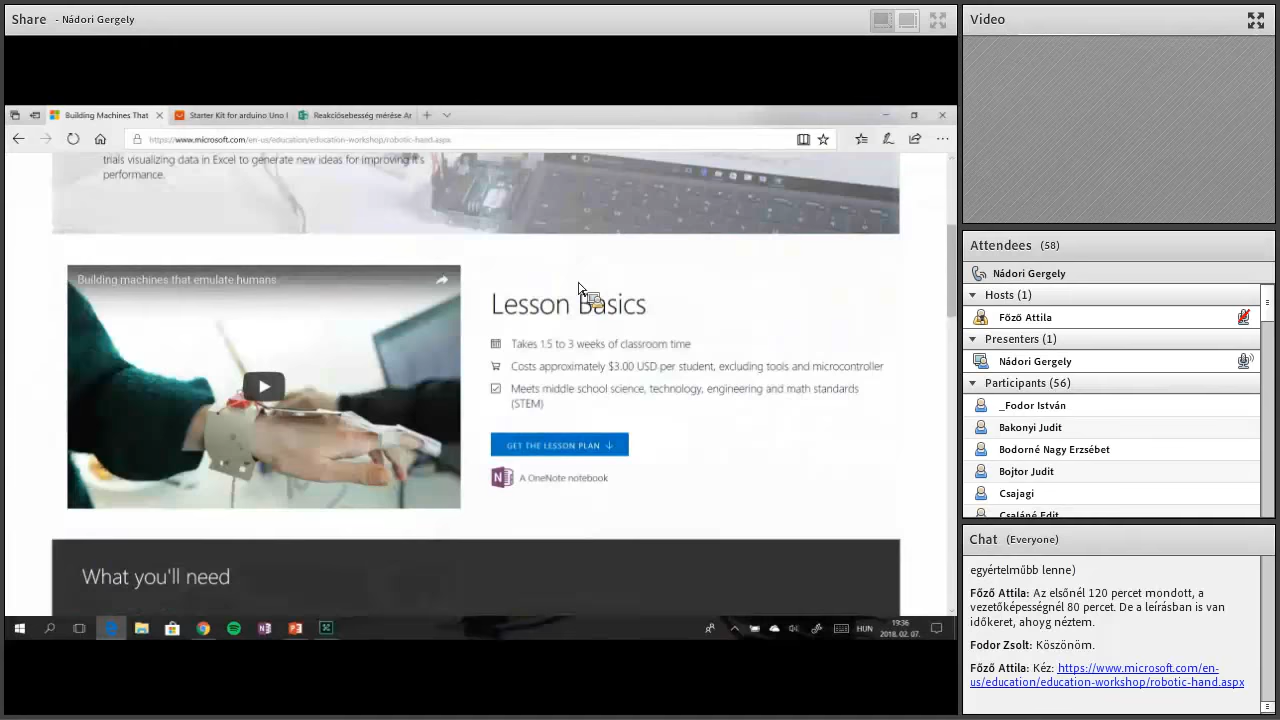 Share - Nádori Gergely
Building Machines That
Starter Kit for arduino Uno
Reakciósebesség mérése Ar
https://www.microsoft.com/en-us/education/education-workshop/robotic-hand.aspx
trials visualizing data in Excel to generate new ideas for improving it's
performance.
Building machines that emulate humans
Lesson Basics
Takes 1.5 to 3 weeks of classroom time
Costs approximately $3.00 USD per student, excluding tools and microcontroller
Meets middle school science, technology, engineering and math standards
(STEM)
GET THE LESSON PLAN
A OneNote notebook
What you'll need
HUN
19:36
2018. 02. 07.
Video
Attendees (58)
Nádori Gergely
Hosts (1)
Főző Attila
Presenters (1)
Nádori Gergely
Participants (56)
_Fodor István
Bakonyi Judit
Bodorné Nagy Erzsébet
Bojtor Judit
Csajagi
Csaláné Edit
Chat (Everyone)
egyértelműbb lenne)
Főző Attila: Az elsőnél 120 percet mondott, a
vezetőképességnél 80 percet. De a leírásban is van
időkeret, ahogy néztem.
Fodor Zsolt: Köszönöm.
Főző Attila: Kéz: https://www.microsoft.com/en-
us/education/education-workshop/robotic-hand.aspx